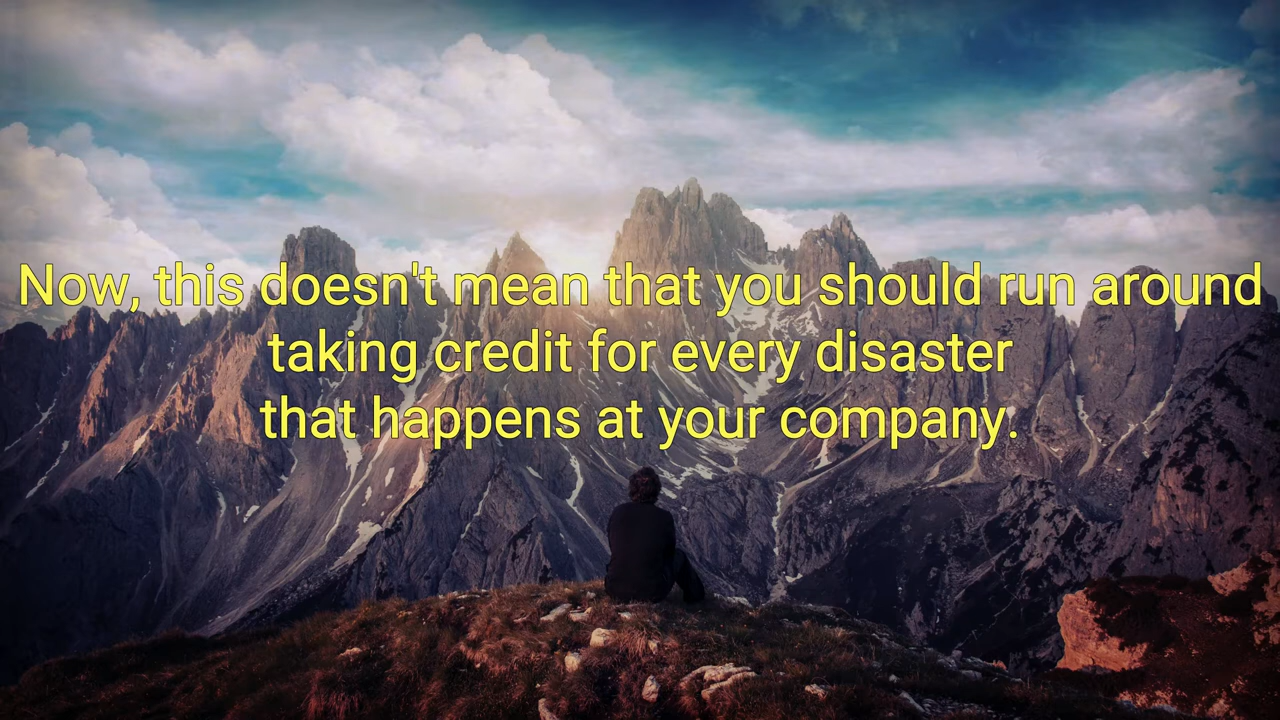 Now, this doesn't mean that you should run around
taking credit for every disaster
that happens at your company.